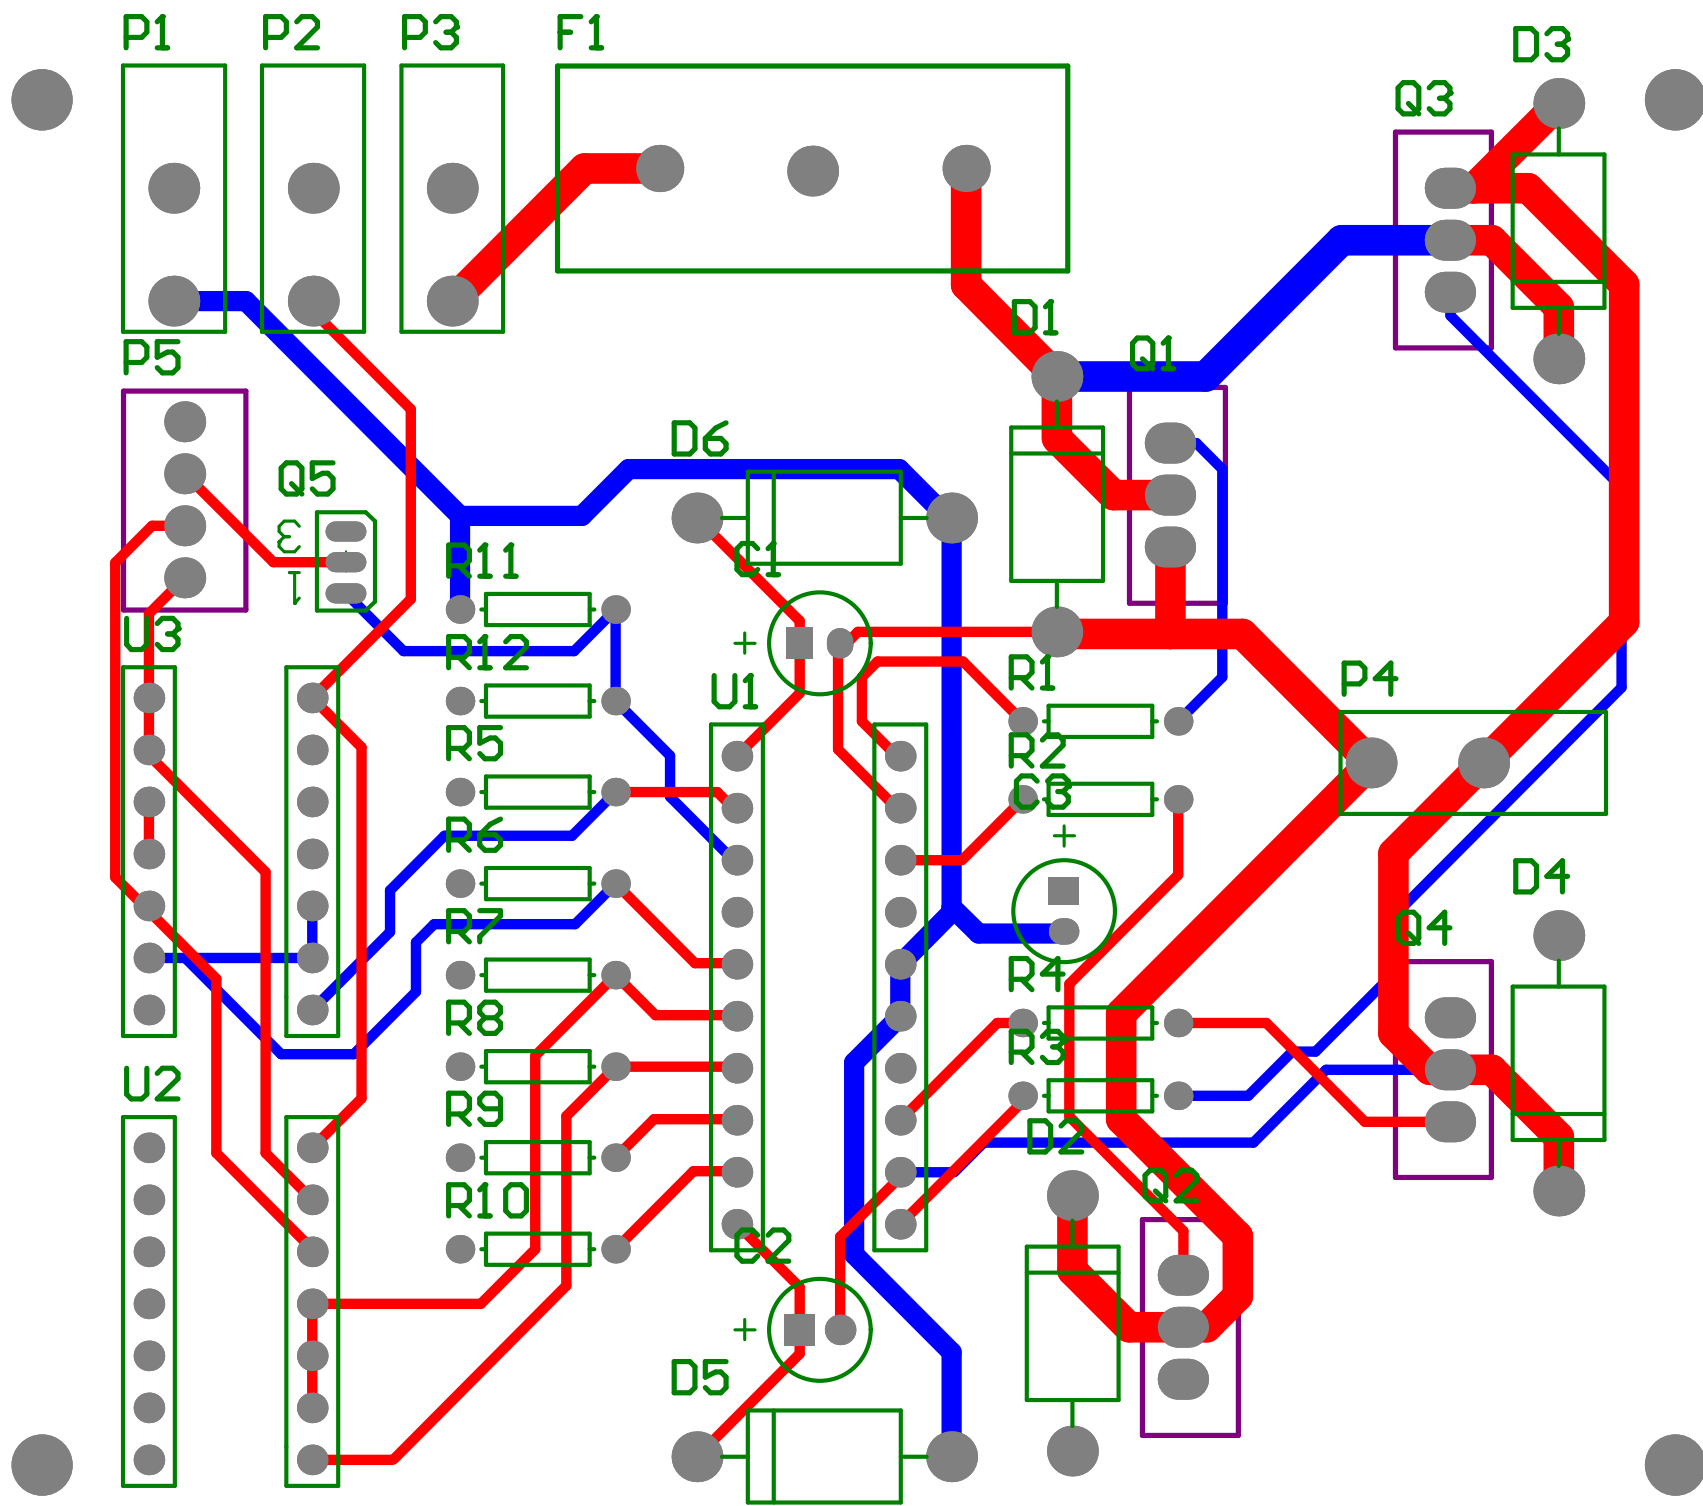 P1 P2 P3 F1
D3
Q3
D1
Q1
P5
D6
Q5
3
1
R11
C1
U3
R12
+
R1
P4
U1
R5
R2
C3
R6
+
D4
R7
Q4
R4
R8
R3
U2
R9
D2
Q2
R10
C2
+
D5